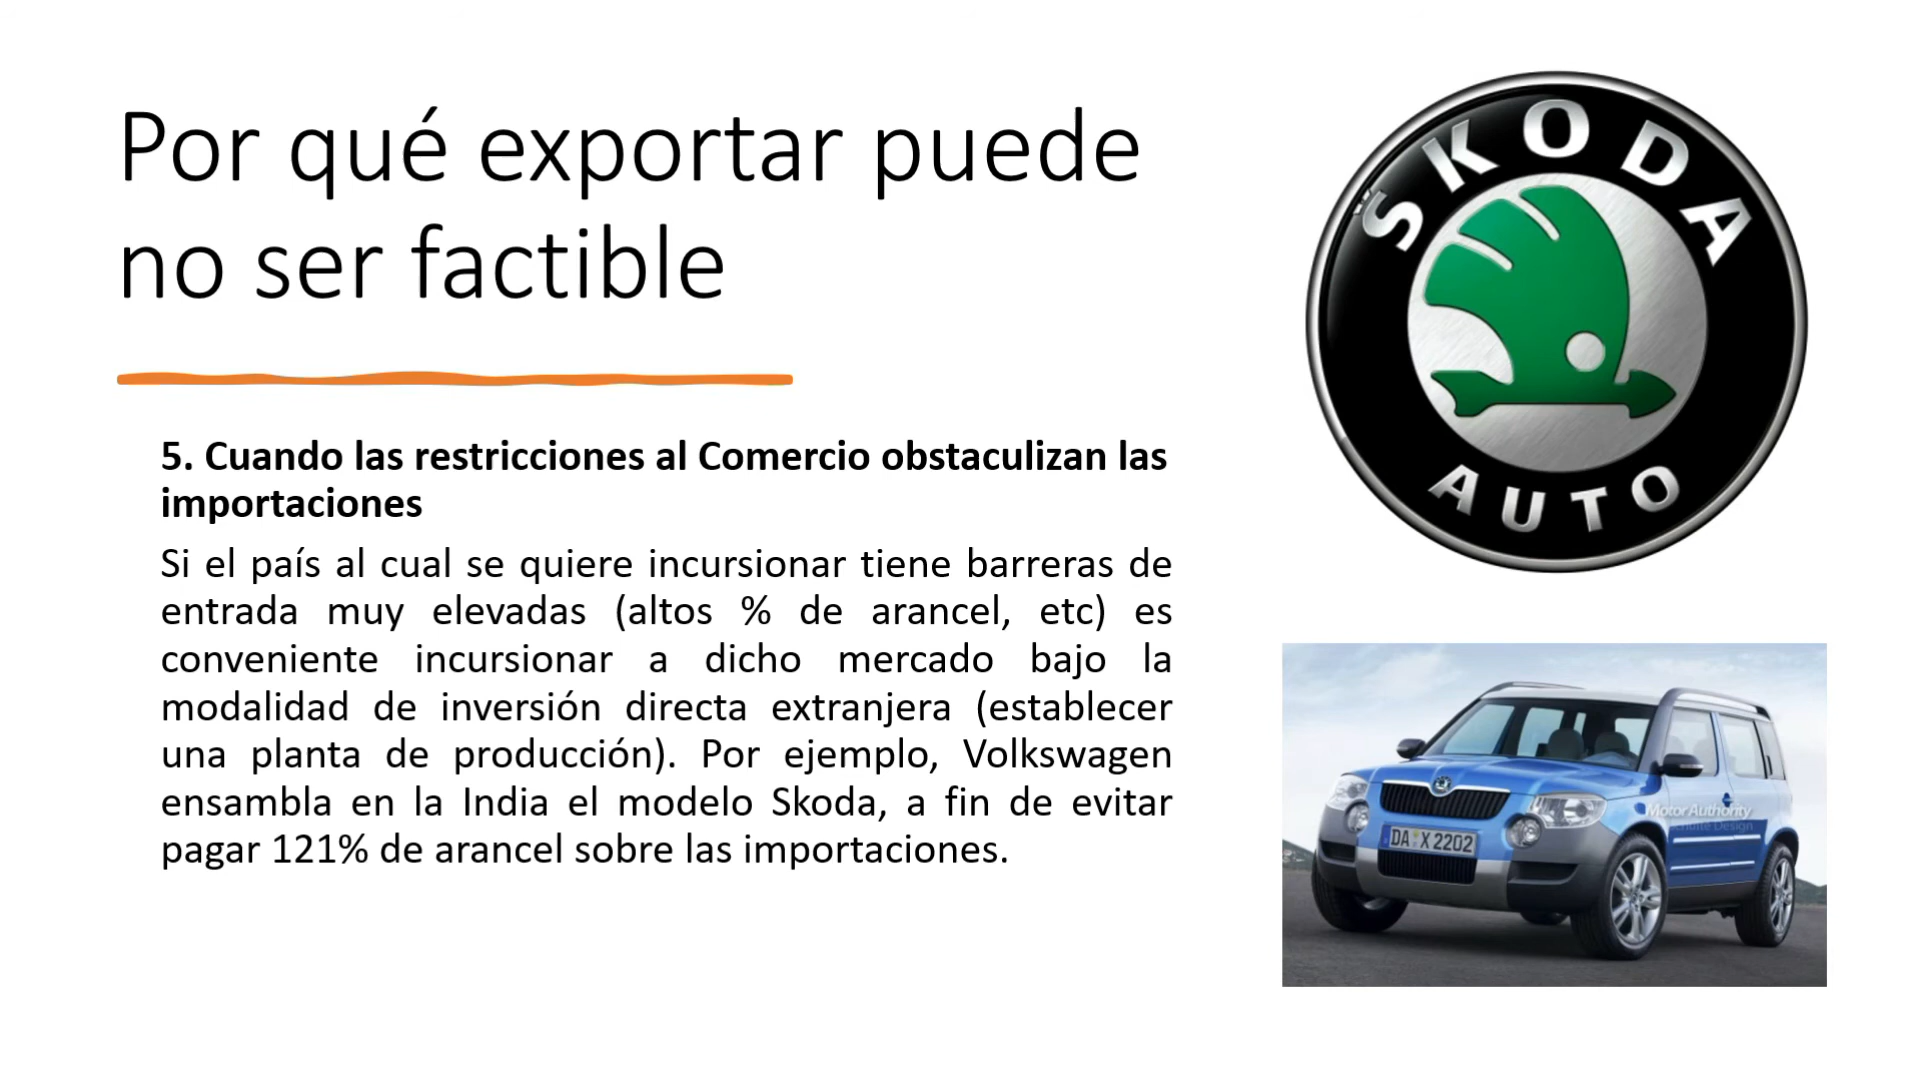 Por qué exportar puede
no ser factible
5. Cuando las restricciones al Comercio obstaculizan las
importaciones
Si el país al cual se quiere incursionar tiene barreras de
entrada muy elevadas (altos % de arancel, etc) es
conveniente incursionar a dicho mercado bajo la
modalidad de inversión directa extranjera (establecer
una planta de producción). Por ejemplo, Volkswagen
ensambla en la India el modelo Skoda, a fin de evitar
pagar 121% de arancel sobre las importaciones.
ŠKODA
AUTO
MotorAuthority
Design
DA X 2202